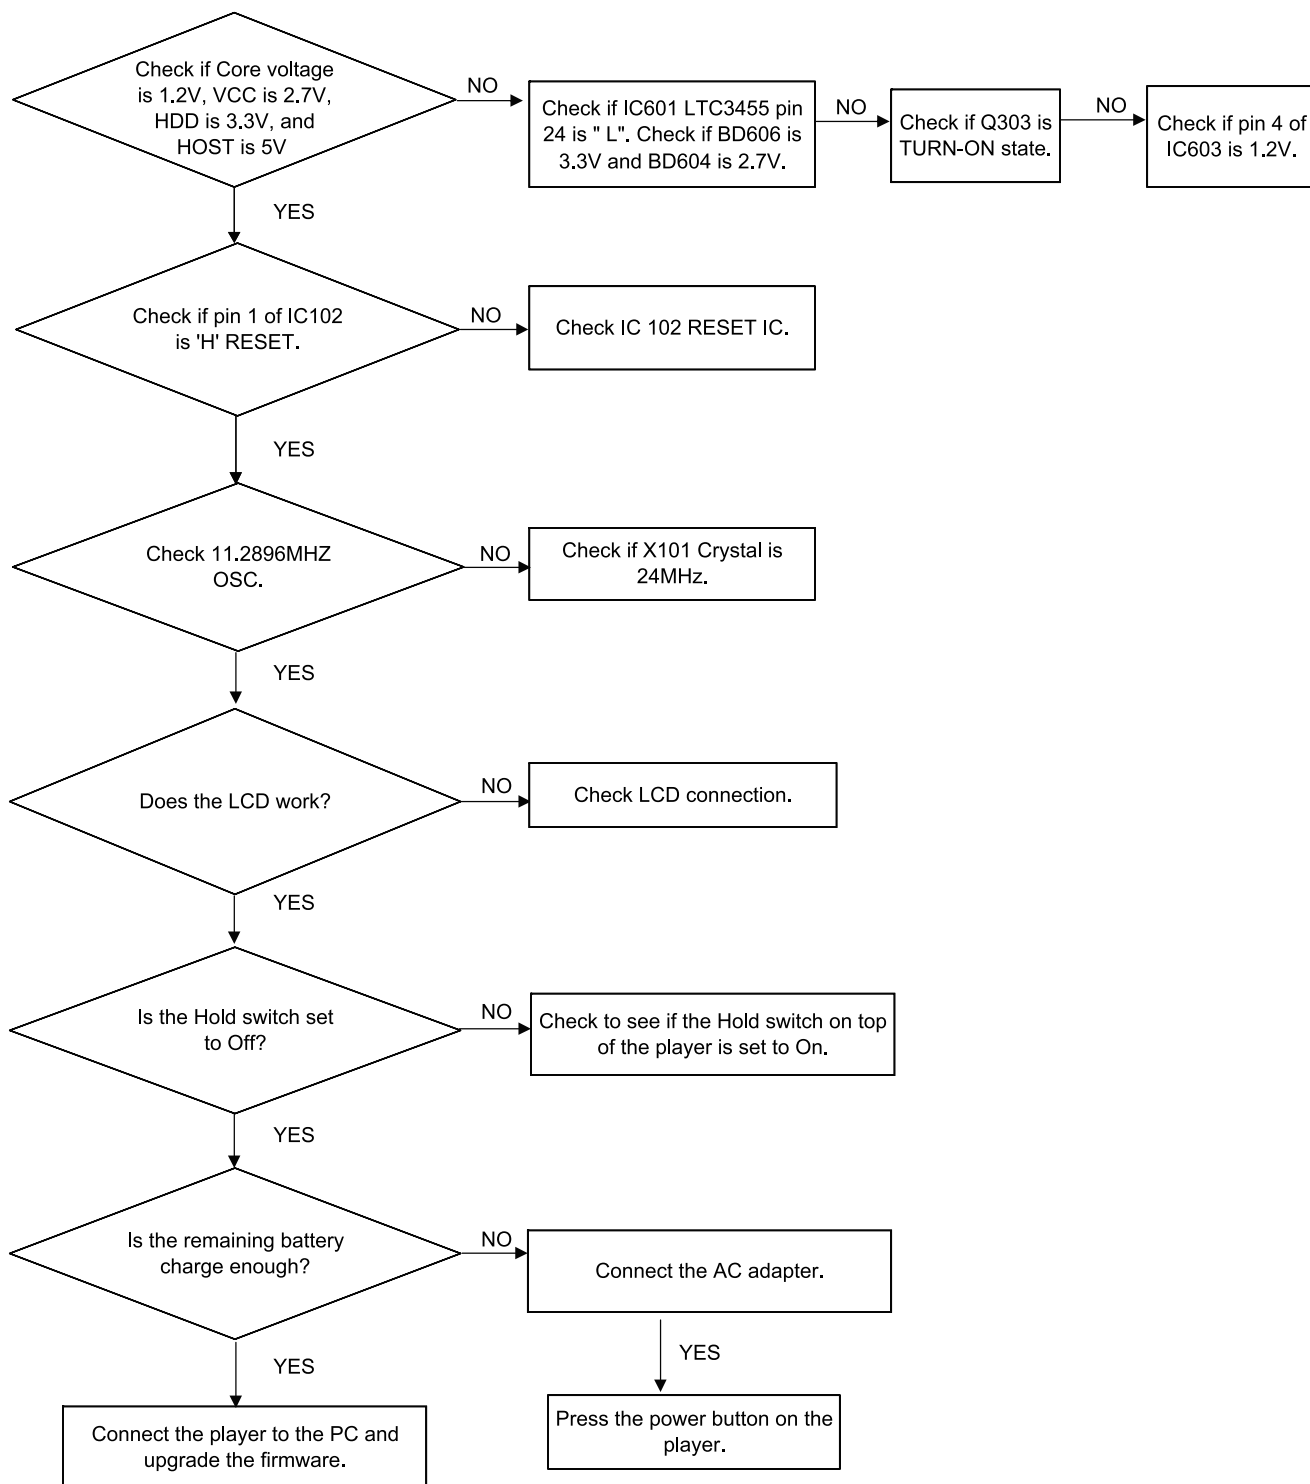 Check if Core voltage
is 1.2V, VCC is 2.7V,
HDD is 3.3V, and
HOST is 5V
NO
Check if IC601 LTC3455 pin
24 is " L". Check if BD606 is
3.3V and BD604 is 2.7V.
NO
Check if Q303 is
TURN-ON state.
NO
Check if pin 4 of
IC603 is 1.2V.
YES
Check if pin 1 of IC102
is 'H' RESET.
NO
Check IC 102 RESET IC.
YES
Check 11.2896MHZ
OSC.
NO
Check if X101 Crystal is
24MHz.
YES
Does the LCD work?
NO
Check LCD connection.
YES
Is the Hold switch set
to Off?
NO
Check to see if the Hold switch on top
of the player is set to On.
YES
Is the remaining battery
charge enough?
NO
Connect the AC adapter.
YES
YES
Connect the player to the PC and
upgrade the firmware.
Press the power button on the
player.